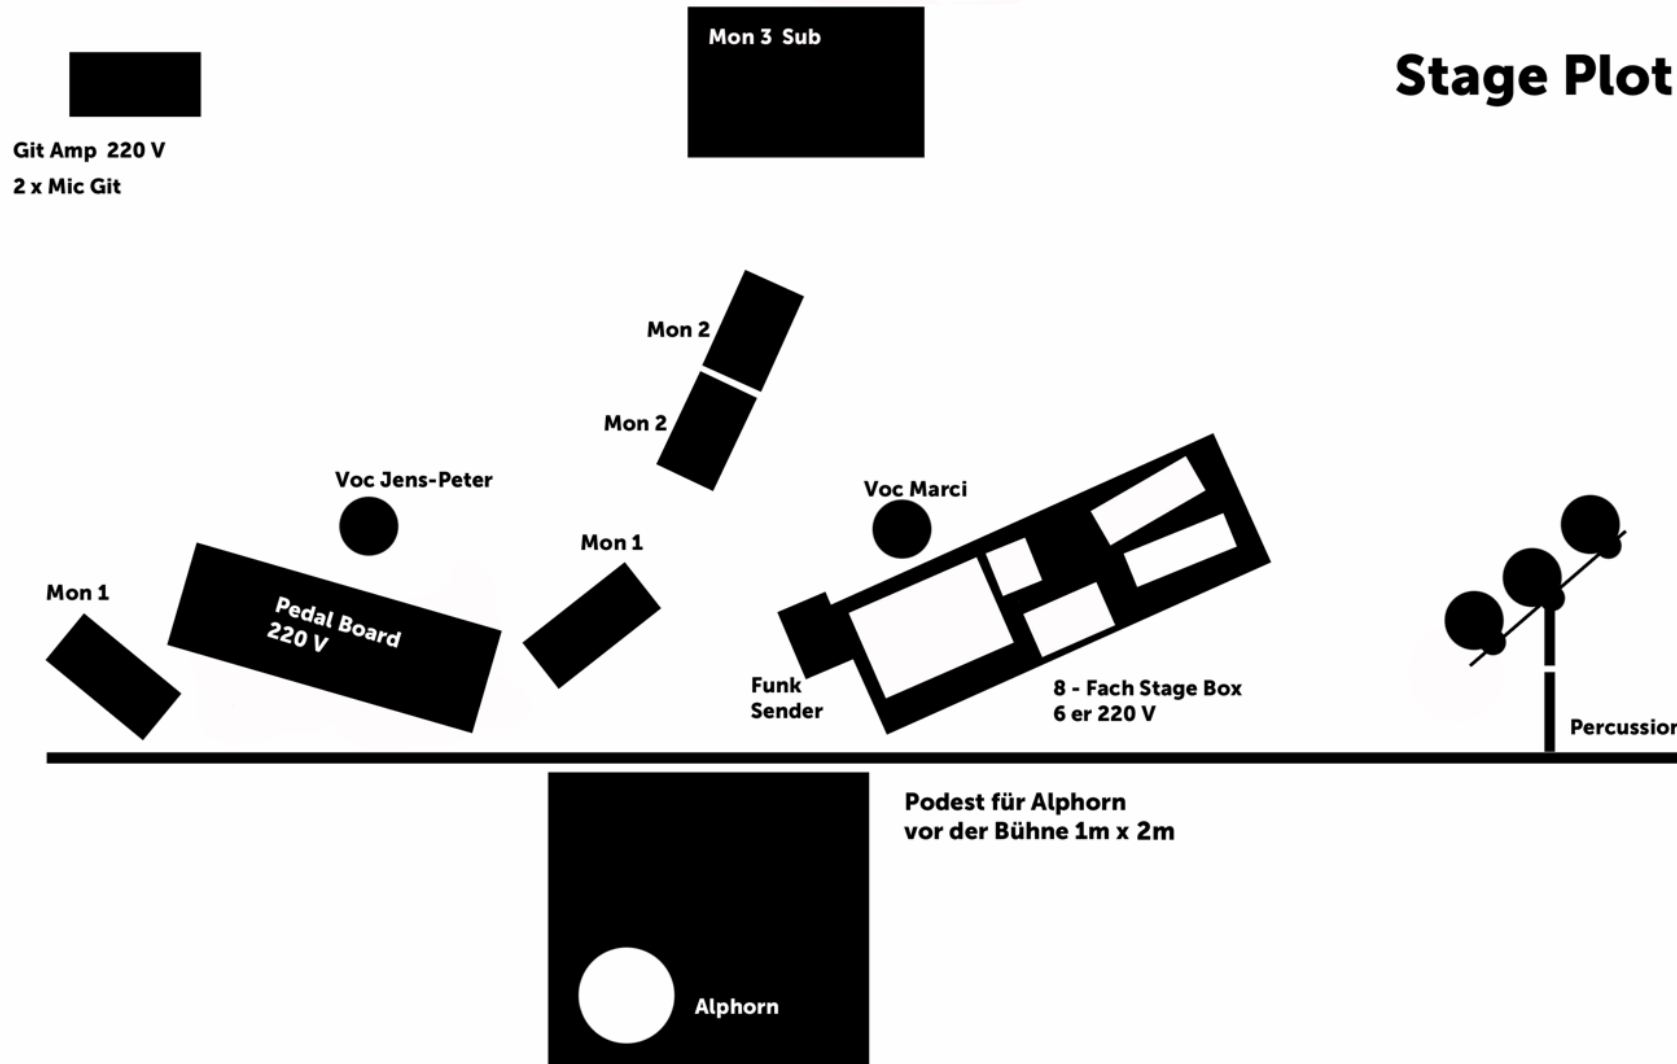 Mon 3 Sub
Stage Plot
Git Amp 220 V
2 x Mic Git
Mon 2
Mon 2
Voc Jens-Peter
Voc Marci
Mon 1
Mon 1
Pedal Board
220 V
Funk
Sender
8 - Fach Stage Box
6 er 220 V
Percussion
Podest für Alphorn
vor der Bühne 1m x 2m
Alphorn